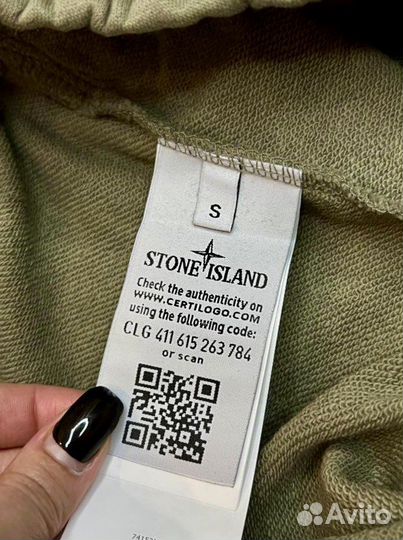 S
STONE ISLAND
Check the authenticity on
WWW.CERTILOGO.COM
using the following code:
CLG 411 615 263 784
or scan
Avito